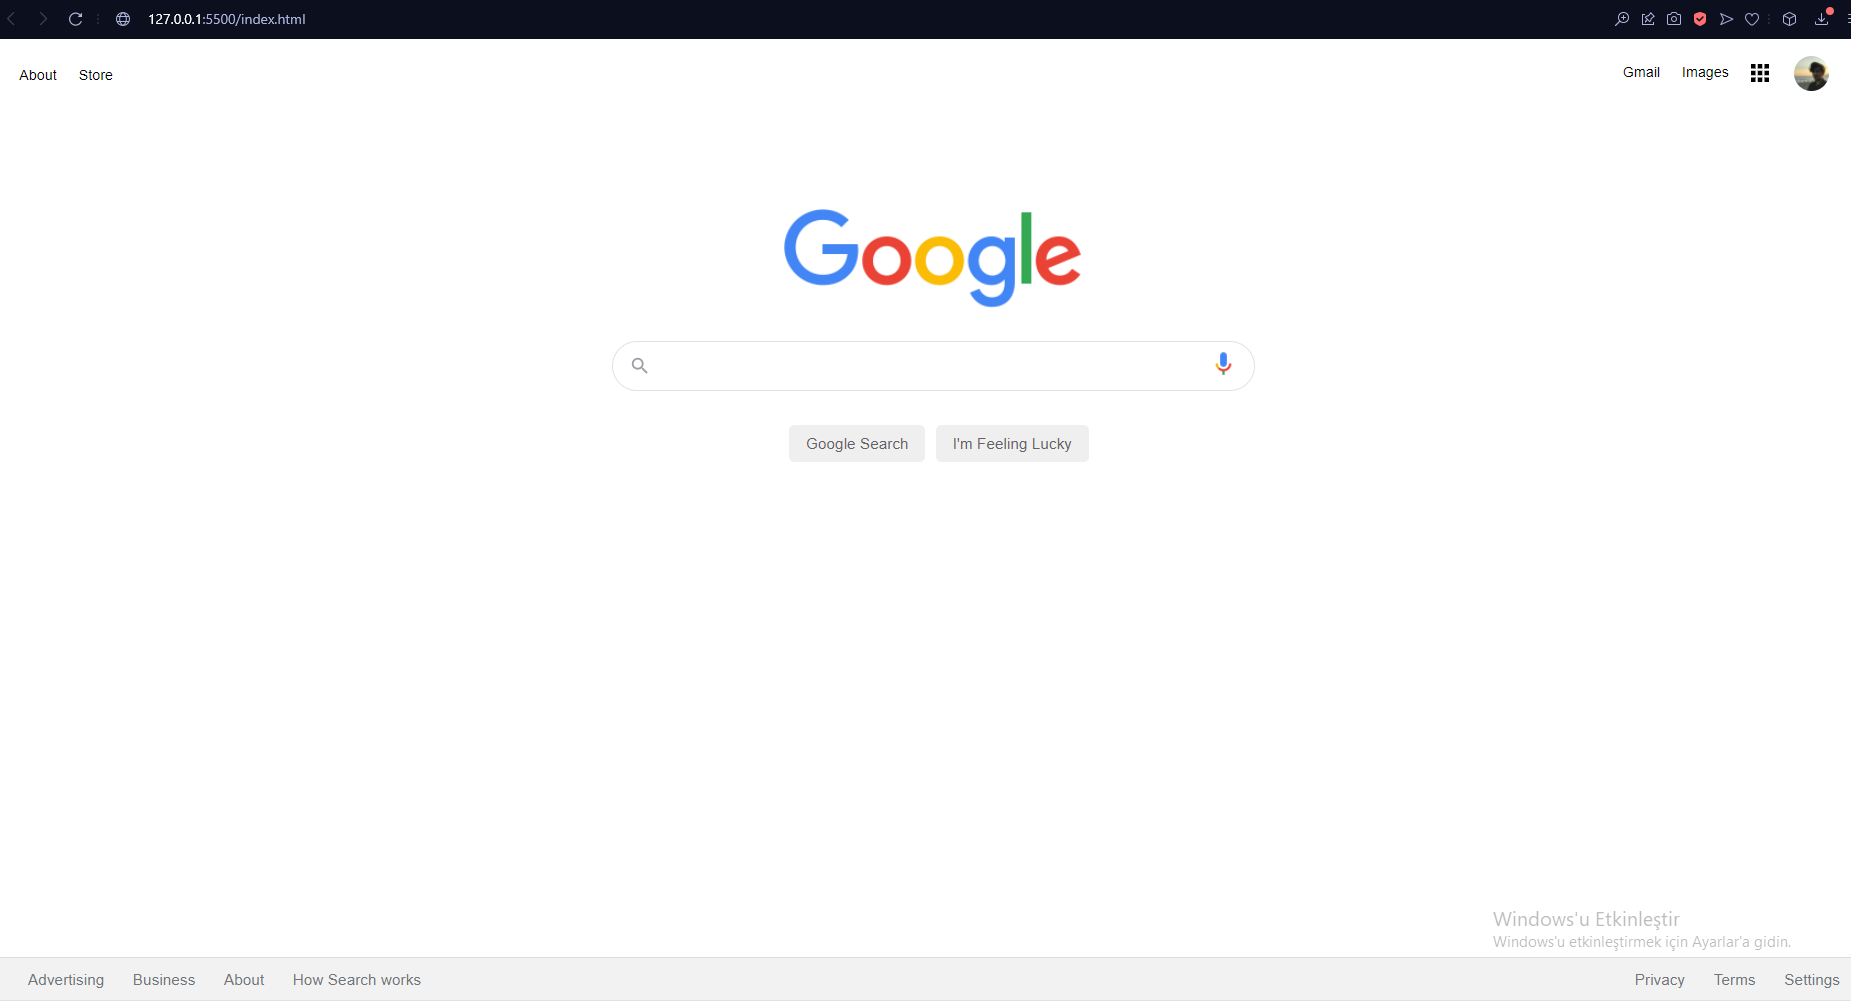 127.0.0.1:5500/index.html
About Store
Gmail Images
Google
Google Search I'm Feeling Lucky
Windows'u Etkinleştir
Windows'u etkinleştirmek için Ayarlar'a gidin.
Advertising Business About How Search works
Privacy Terms Settings